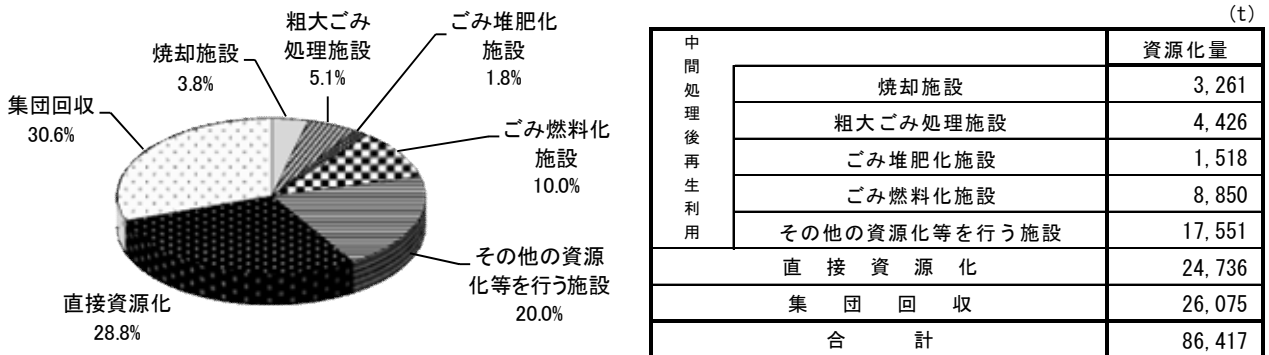 焼却施設
3.8%
粗大ごみ
処理施設
5.1%
ごみ堆肥化
施設
1.8%
ごみ燃料化
施設
10.0%
その他の資源
化等を行う施設
20.0%
直接資源化
28.8%
集団回収
30.6%
(t)
中間処理後再生利用
資源化量
焼却施設 3,261
粗大ごみ処理施設 4,426
ごみ堆肥化施設 1,518
ごみ燃料化施設 8,850
その他の資源化等を行う施設 17,551
直接資源化 24,736
集団回収 26,075
合計 86,417